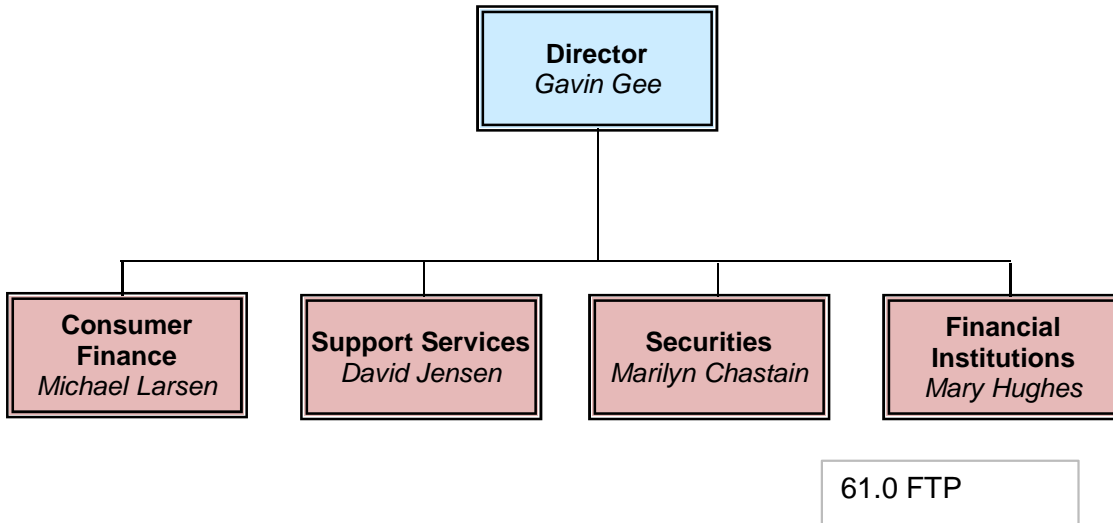 Director
Gavin Gee
Consumer
Finance
Michael Larsen
Support Services
David Jensen
Securities
Marilyn Chastain
Financial
Institutions
Mary Hughes
61.0 FTP